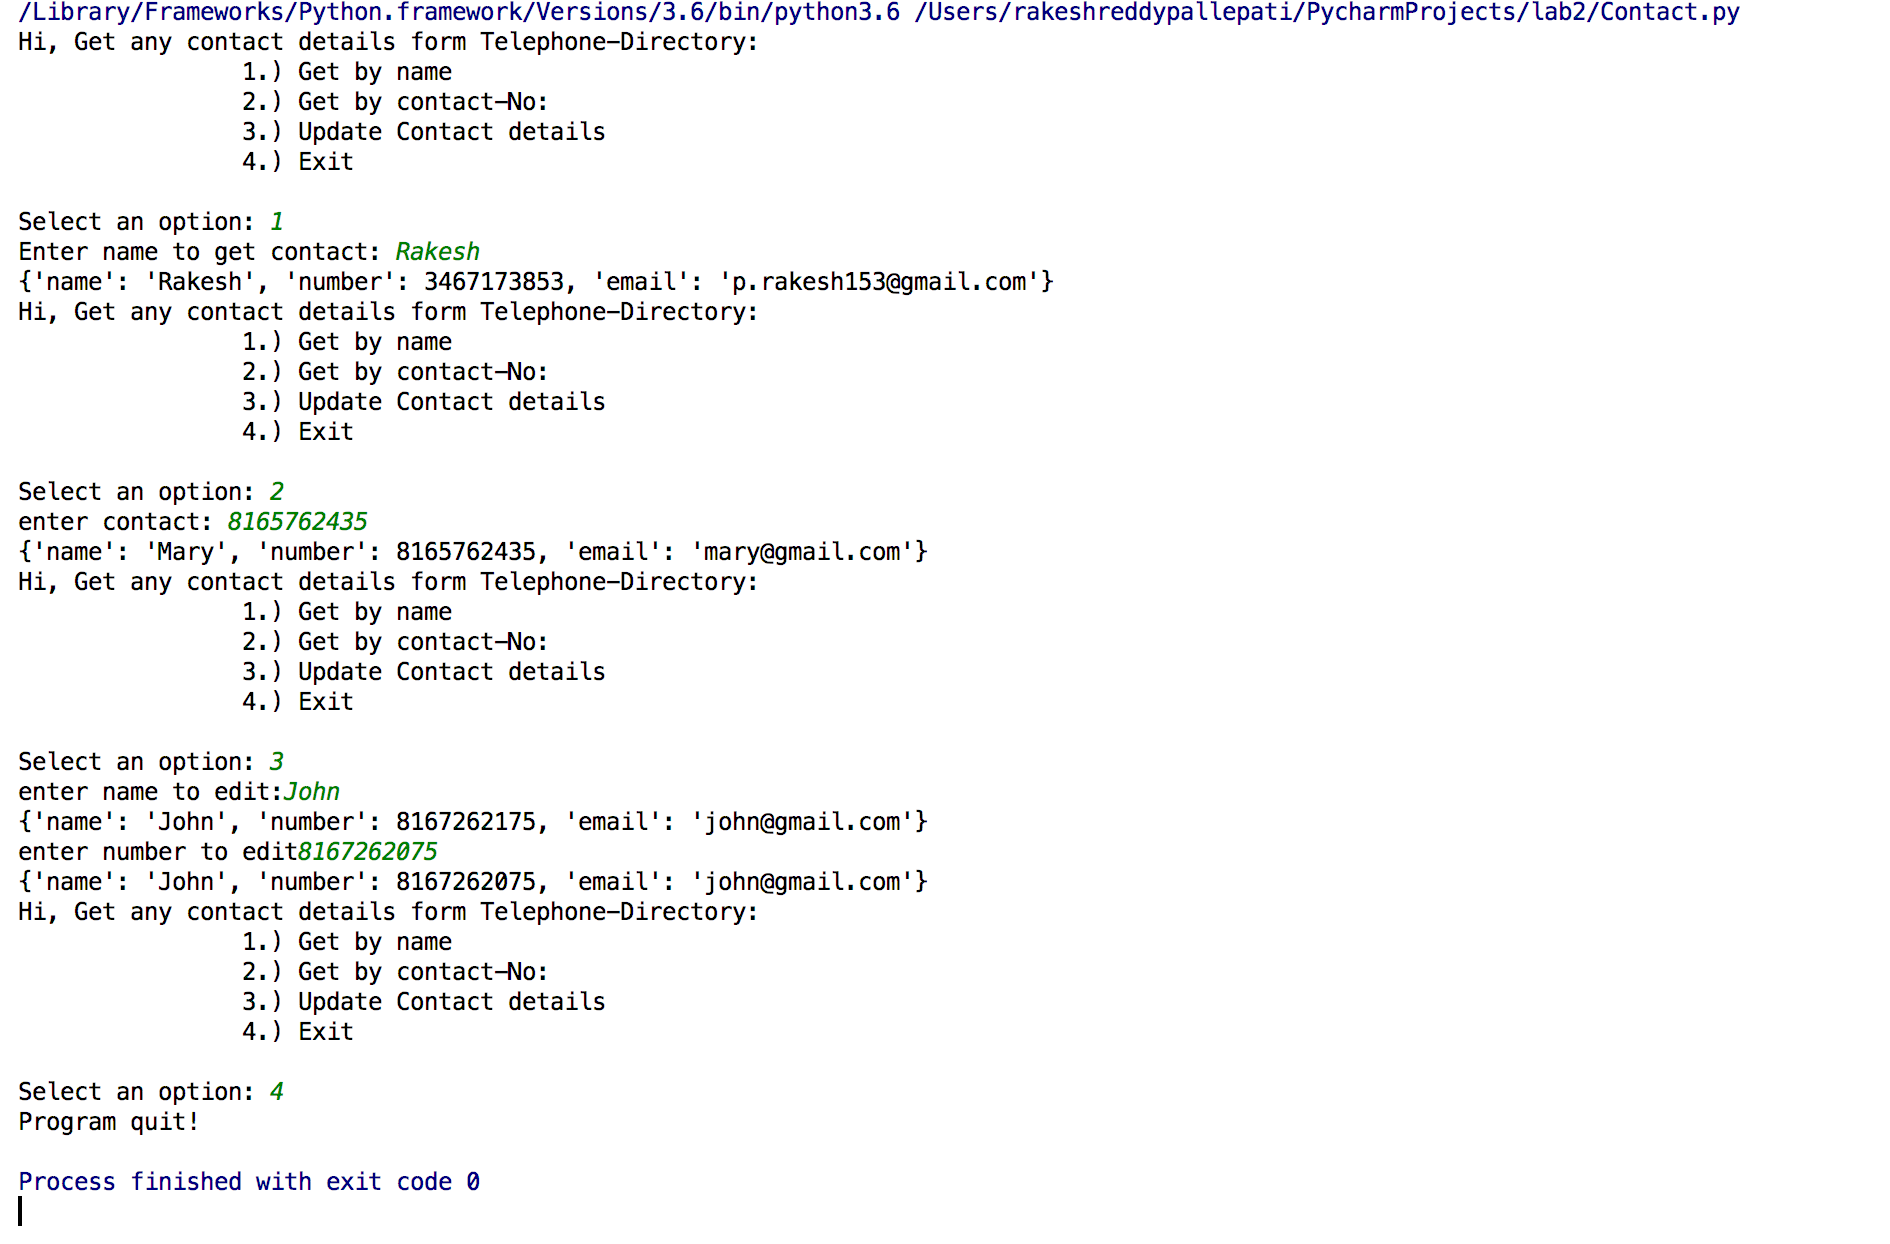 /Library/Frameworks/Python.framework/Versions/3.6/bin/python3.6 /Users/rakeshreddypallepati/PycharmProjects/lab2/Contact.py
Hi, Get any contact details form Telephone-Directory:
1.) Get by name
2.) Get by contact-No:
3.) Update Contact details
4.) Exit
Select an option: 1
Enter name to get contact: Rakesh
{'name': 'Rakesh', 'number': 3467173853, 'email': 'p.rakesh153@gmail.com'}
Hi, Get any contact details form Telephone-Directory:
1.) Get by name
2.) Get by contact-No:
3.) Update Contact details
4.) Exit
Select an option: 2
enter contact: 8165762435
{'name': 'Mary', 'number': 8165762435, 'email': 'mary@gmail.com'}
Hi, Get any contact details form Telephone-Directory:
1.) Get by name
2.) Get by contact-No:
3.) Update Contact details
4.) Exit
Select an option: 3
enter name to edit:John
{'name': 'John', 'number': 8167262175, 'email': 'john@gmail.com'}
enter number to edit8167262075
{'name': 'John', 'number': 8167262075, 'email': 'john@gmail.com'}
Hi, Get any contact details form Telephone-Directory:
1.) Get by name
2.) Get by contact-No:
3.) Update Contact details
4.) Exit
Select an option: 4
Program quit!
Process finished with exit code 0